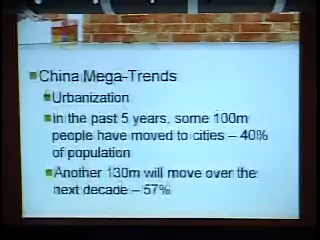 China Mega-Trends
Urbanization
In the past 5 years, some 100m
people have moved to cities – 40%
of population
Another 130m will move over the
next decade – 57%